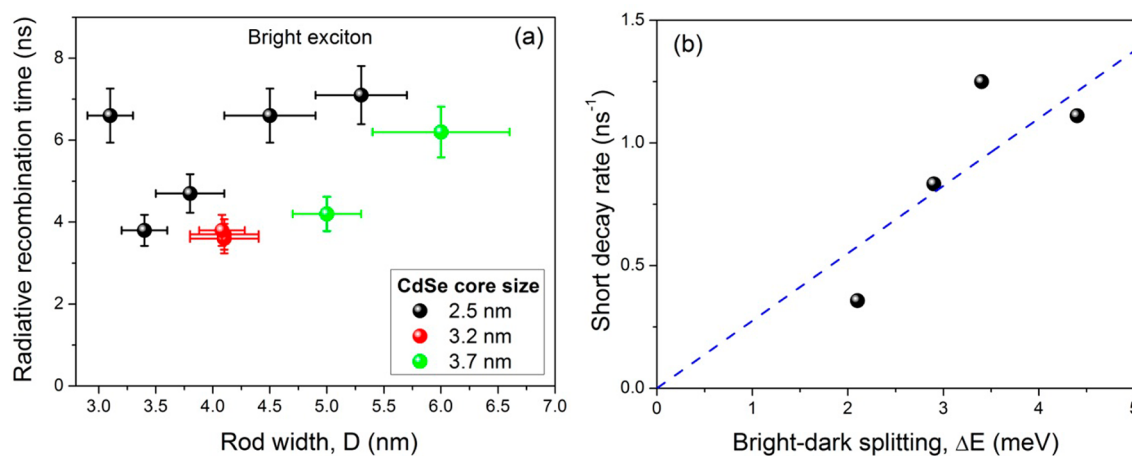 Bright exciton
(a)
Radiative recombination time (ns)
8
6
4
2
0
3.0 3.5 4.0 4.5 5.0 5.5 6.0 6.5 7.0
Rod width, D (nm)
CdSe core size
2.5 nm
3.2 nm
3.7 nm
(b)
Short decay rate (ns⁻¹)
1.5
1.0
0.5
0.0
0 1 2 3 4 5
Bright-dark splitting, ΔE (meV)